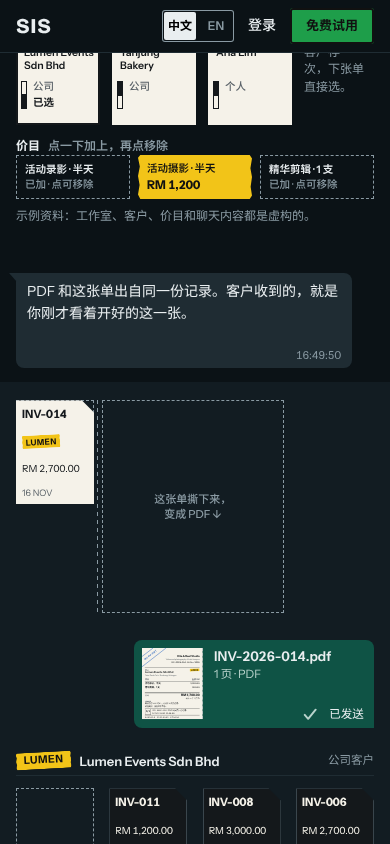 SIS
中文 EN 登录 免费试用
Lumen Events
Sdn Bhd
公司
已选
Tanjung
Bakery
公司
个人
次，下张单
直接选。
价目 点一下加上，再点移除
活动录影·半天
已加·点可移除
活动摄影·半天
RM 1,200
精华剪辑·1支
已加·点可移除
示例资料：工作室、客户、价目和聊天内容都是虚构的。
PDF 和这张单出自同一份记录。客户收到的，就是
你刚才看着开好的这一张。
16:49:50
INV-014
LUMEN
RM 2,700.00
16 NOV
这张单撕下来，
变成 PDF ↓
INV-2026-014.pdf
1页·PDF
已发送
LUMEN Lumen Events Sdn Bhd 公司客户
INV-011 INV-008 INV-006
RM 1,200.00 RM 3,000.00 RM 2,700.00